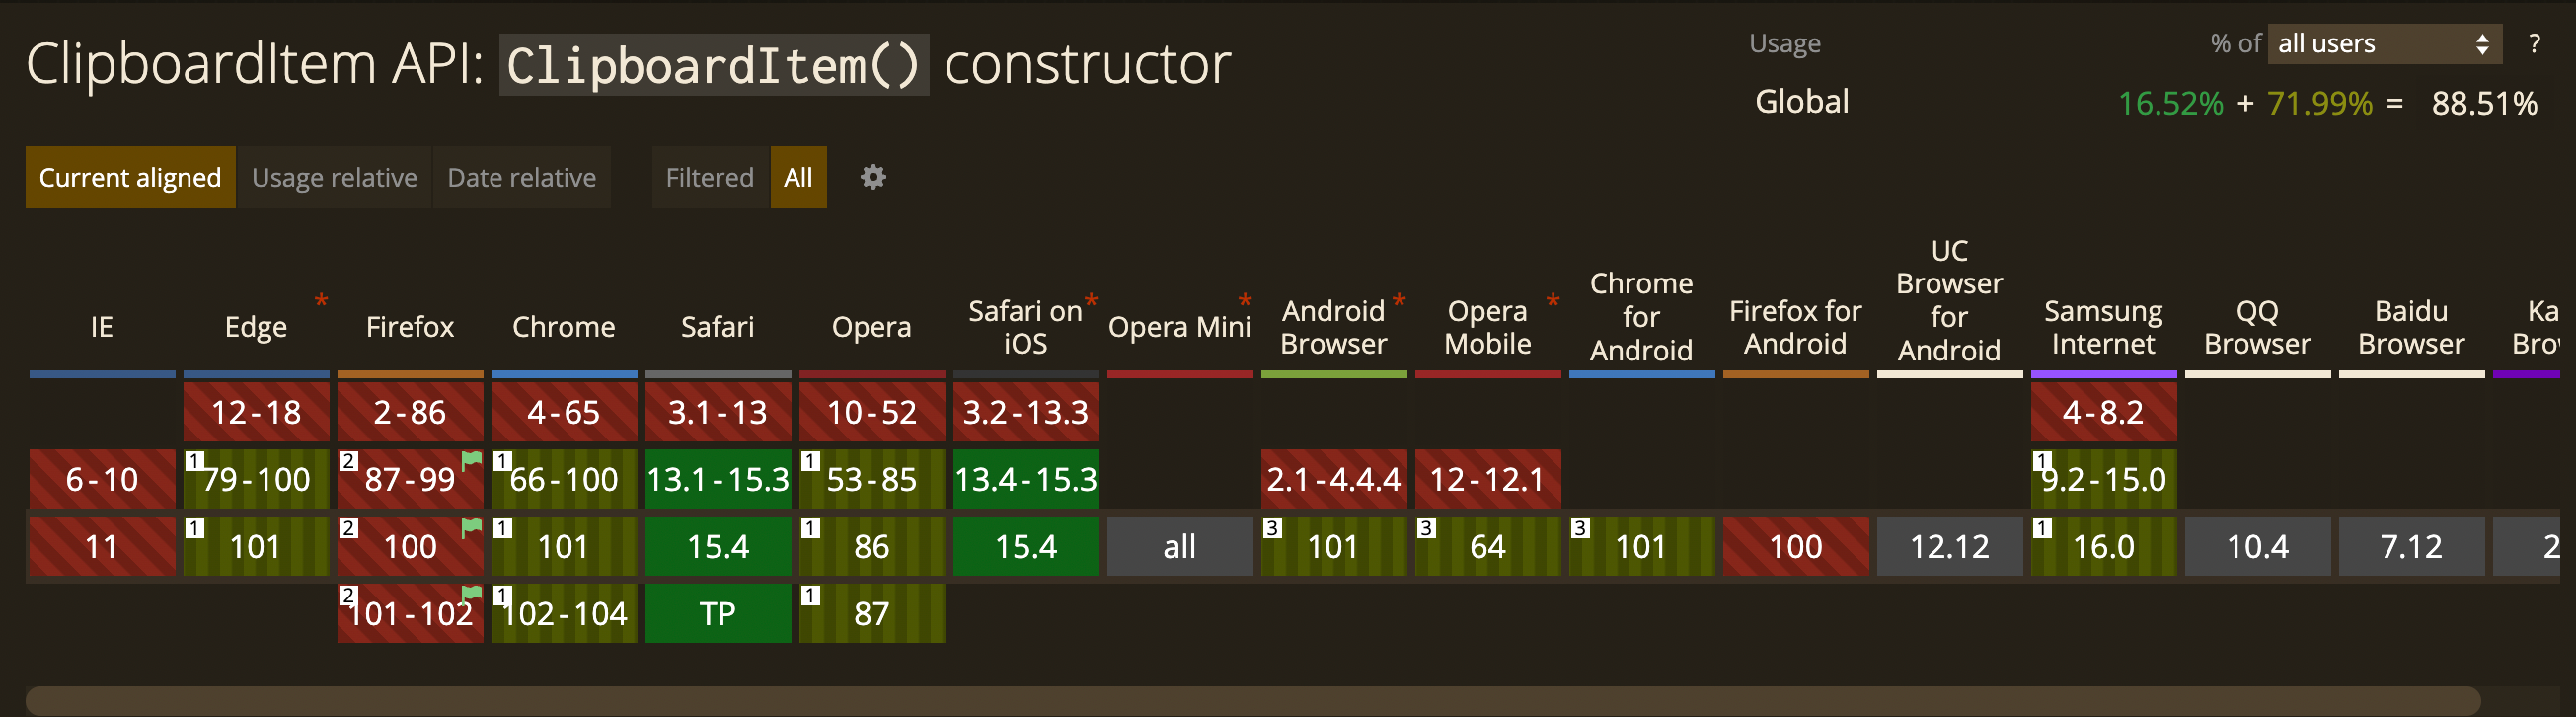 ClipboardItem API: ClipboardItem() constructor
Usage % of all users ?
Global 16.52% + 71.99% = 88.51%
Current aligned Usage relative Date relative Filtered All
IE
Edge *
Firefox
Chrome
Safari
Opera
Safari on *
iOS
Opera Mini *
Android *
Browser
Opera *
Mobile
Chrome
for
Android
Firefox for
Android
UC
Browser
for
Android
Samsung
Internet
QQ
Browser
Baidu
Browser
12-18 2-86 4-65 3.1-13 10-52 3.2-13.3 4-8.2
6-10 1 79-100 2 87-99 1 66-100 13.1-15.3 1 53-85 13.4-15.3 2.1-4.4.4 12-12.1 1 9.2-15.0
11 1 101 2 100 1 101 15.4 1 86 15.4 all 3 101 3 64 3 101 100 12.12 1 16.0 10.4 7.12 2
2 101-102 1 102-104 TP 1 87